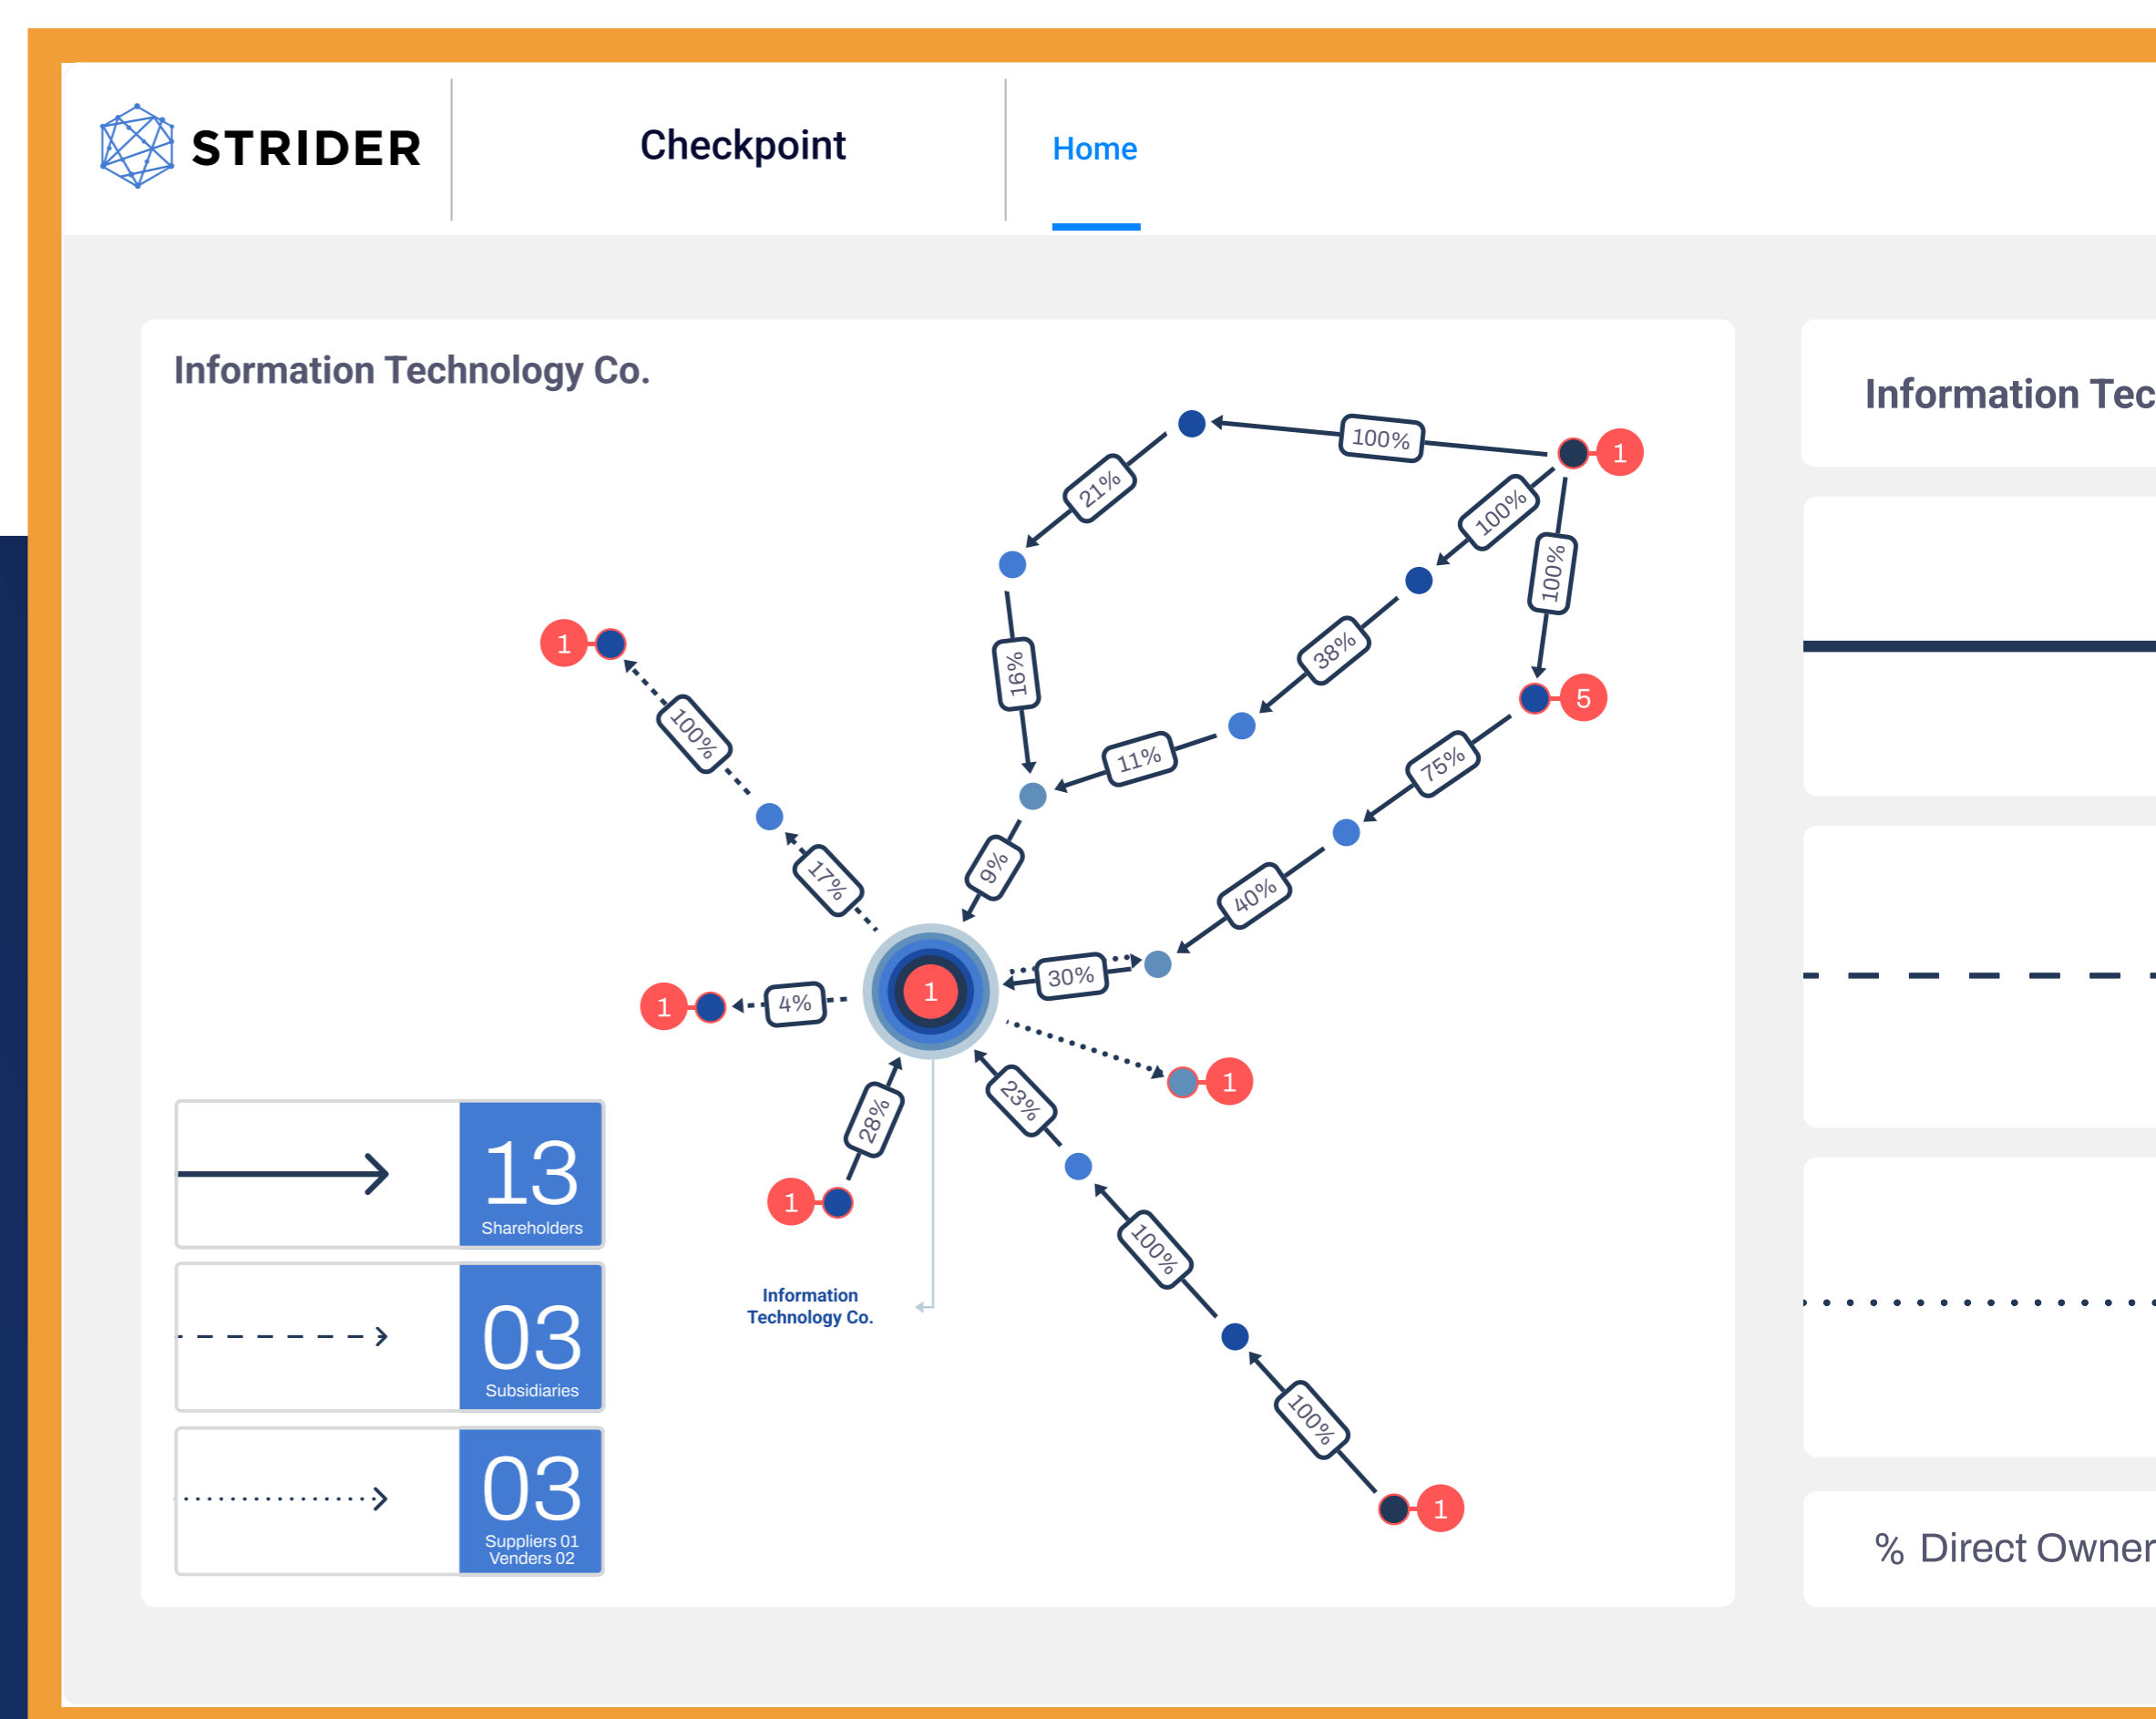 STRIDER
Checkpoint
Home
Information Technology Co.
Information Tec
100%
1
21%
100%
100%
16%
38%
1
5
100%
11%
75%
17%
9%
40%
30%
1
1
4%
1
23%
28%
1
100%
Information
Technology Co.
100%
1
13
Shareholders
03
Subsidiaries
03
Suppliers 01
Venders 02
% Direct Owner